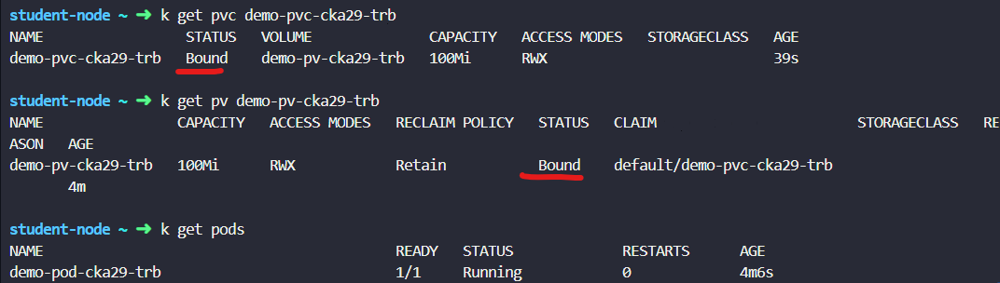 student-node ~ ➜ k get pvc demo-pvc-cka29-trb
NAME STATUS VOLUME CAPACITY ACCESS MODES STORAGECLASS AGE
demo-pvc-cka29-trb Bound demo-pv-cka29-trb 100Mi RWX 39s
student-node ~ ➜ k get pv demo-pv-cka29-trb
NAME CAPACITY ACCESS MODES RECLAIM POLICY STATUS CLAIM STORAGECLASS RE
ASON AGE
demo-pv-cka29-trb 100Mi RWX Retain Bound default/demo-pvc-cka29-trb
4m
student-node ~ ➜ k get pods
NAME READY STATUS RESTARTS AGE
demo-pod-cka29-trb 1/1 Running 0 4m6s